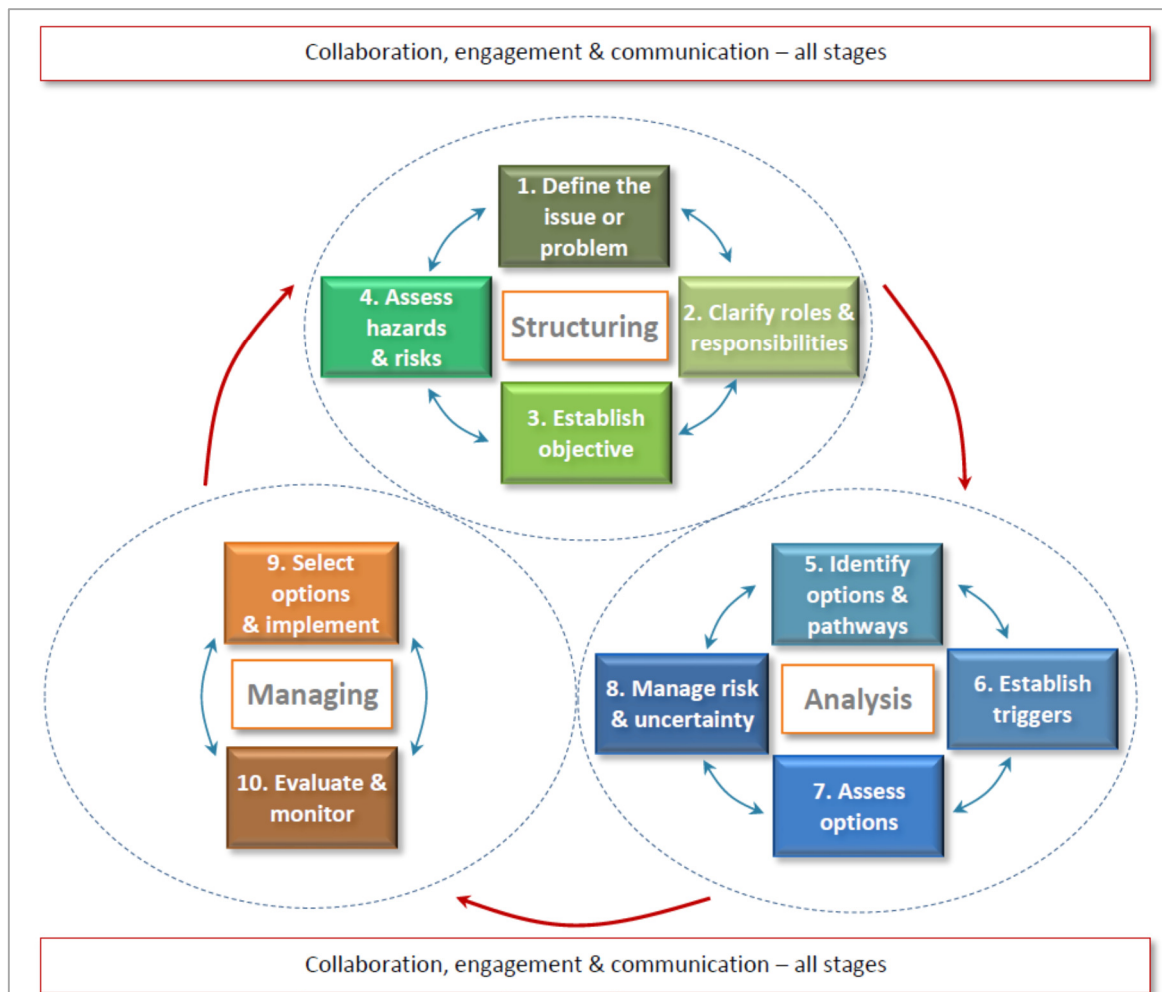 Collaboration, engagement & communication – all stages
1. Define the
issue or
problem
4. Assess
hazards
& risks
Structuring
2. Clarify roles &
responsibilities
3. Establish
objective
9. Select
options
& implement
Managing
10. Evaluate &
monitor
5. Identify
options &
pathways
8. Manage risk
& uncertainty
Analysis
6. Establish
triggers
7. Assess
options
Collaboration, engagement & communication – all stages